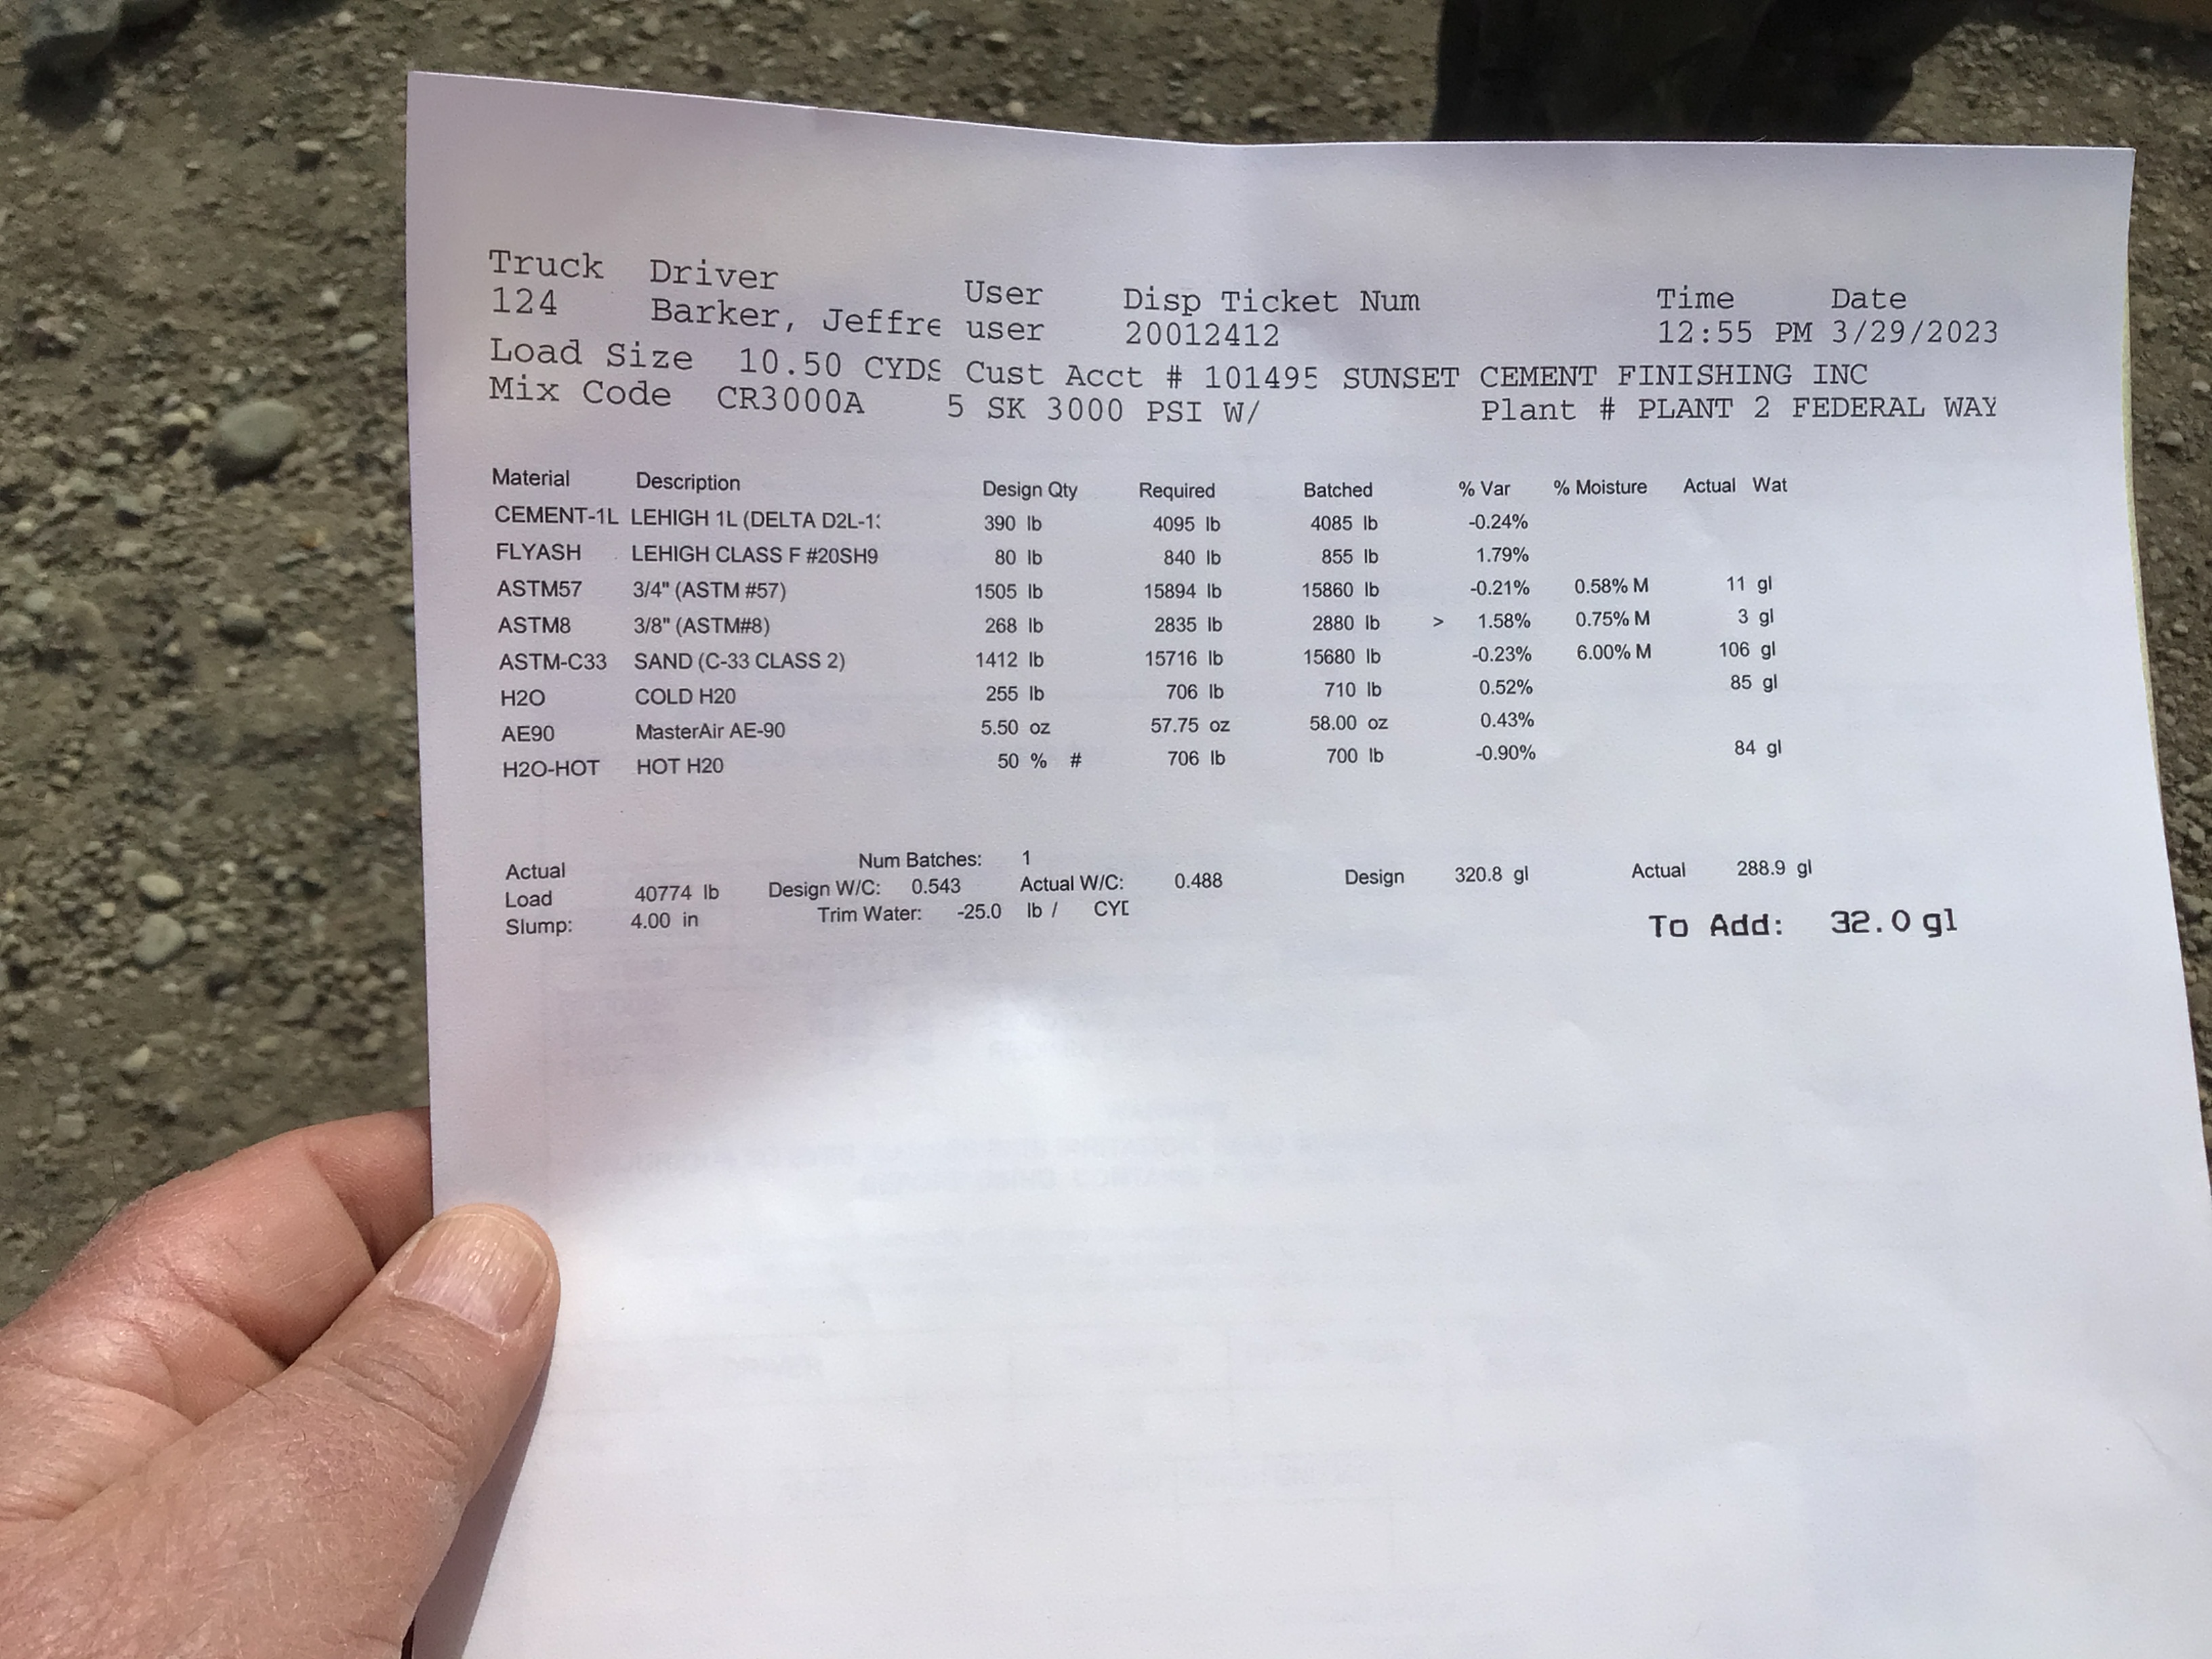 Truck Driver User Disp Ticket Num Time Date
124 Barker, Jeffre user 20012412 12:55 PM 3/29/2023
Load Size 10.50 CYDS Cust Acct # 101495 SUNSET CEMENT FINISHING INC
Mix Code CR3000A 5 SK 3000 PSI W/ Plant # PLANT 2 FEDERAL WAY
Material Description Design Qty Required Batched % Var % Moisture Actual Wat
CEMENT-1L LEHIGH 1L (DELTA D2L-1: 390 lb 4095 lb 4085 lb -0.24%
FLYASH LEHIGH CLASS F #20SH9 80 lb 840 lb 855 lb 1.79%
ASTM57 3/4" (ASTM #57) 1505 lb 15894 lb 15860 lb -0.21% 0.58% M 11 gl
ASTM8 3/8" (ASTM#8) 268 lb 2835 lb 2880 lb > 1.58% 0.75% M 3 gl
ASTM-C33 SAND (C-33 CLASS 2) 1412 lb 15716 lb 15680 lb -0.23% 6.00% M 106 gl
H2O COLD H20 255 lb 706 lb 710 lb 0.52% 85 gl
AE90 MasterAir AE-90 5.50 oz 57.75 oz 58.00 oz 0.43%
H2O-HOT HOT H20 50 % # 706 lb 700 lb -0.90% 84 gl
Actual Num Batches: 1
Load 40774 lb Design W/C: 0.543 Actual W/C: 0.488 Design 320.8 gl Actual 288.9 gl
Slump: 4.00 in Trim Water: -25.0 lb / CYD To Add: 32.0 gl